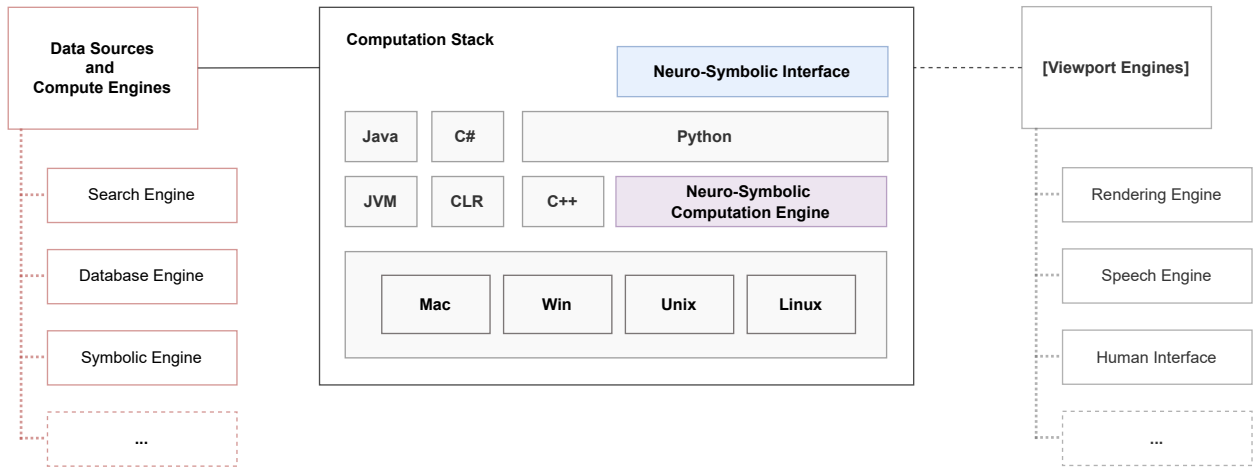 Data Sources
and
Compute Engines
Search Engine
Database Engine
Symbolic Engine
...
Computation Stack
Neuro-Symbolic Interface
Java
C#
Python
JVM
CLR
C++
Neuro-Symbolic
Computation Engine
Mac
Win
Unix
Linux
[Viewport Engines]
Rendering Engine
Speech Engine
Human Interface
...